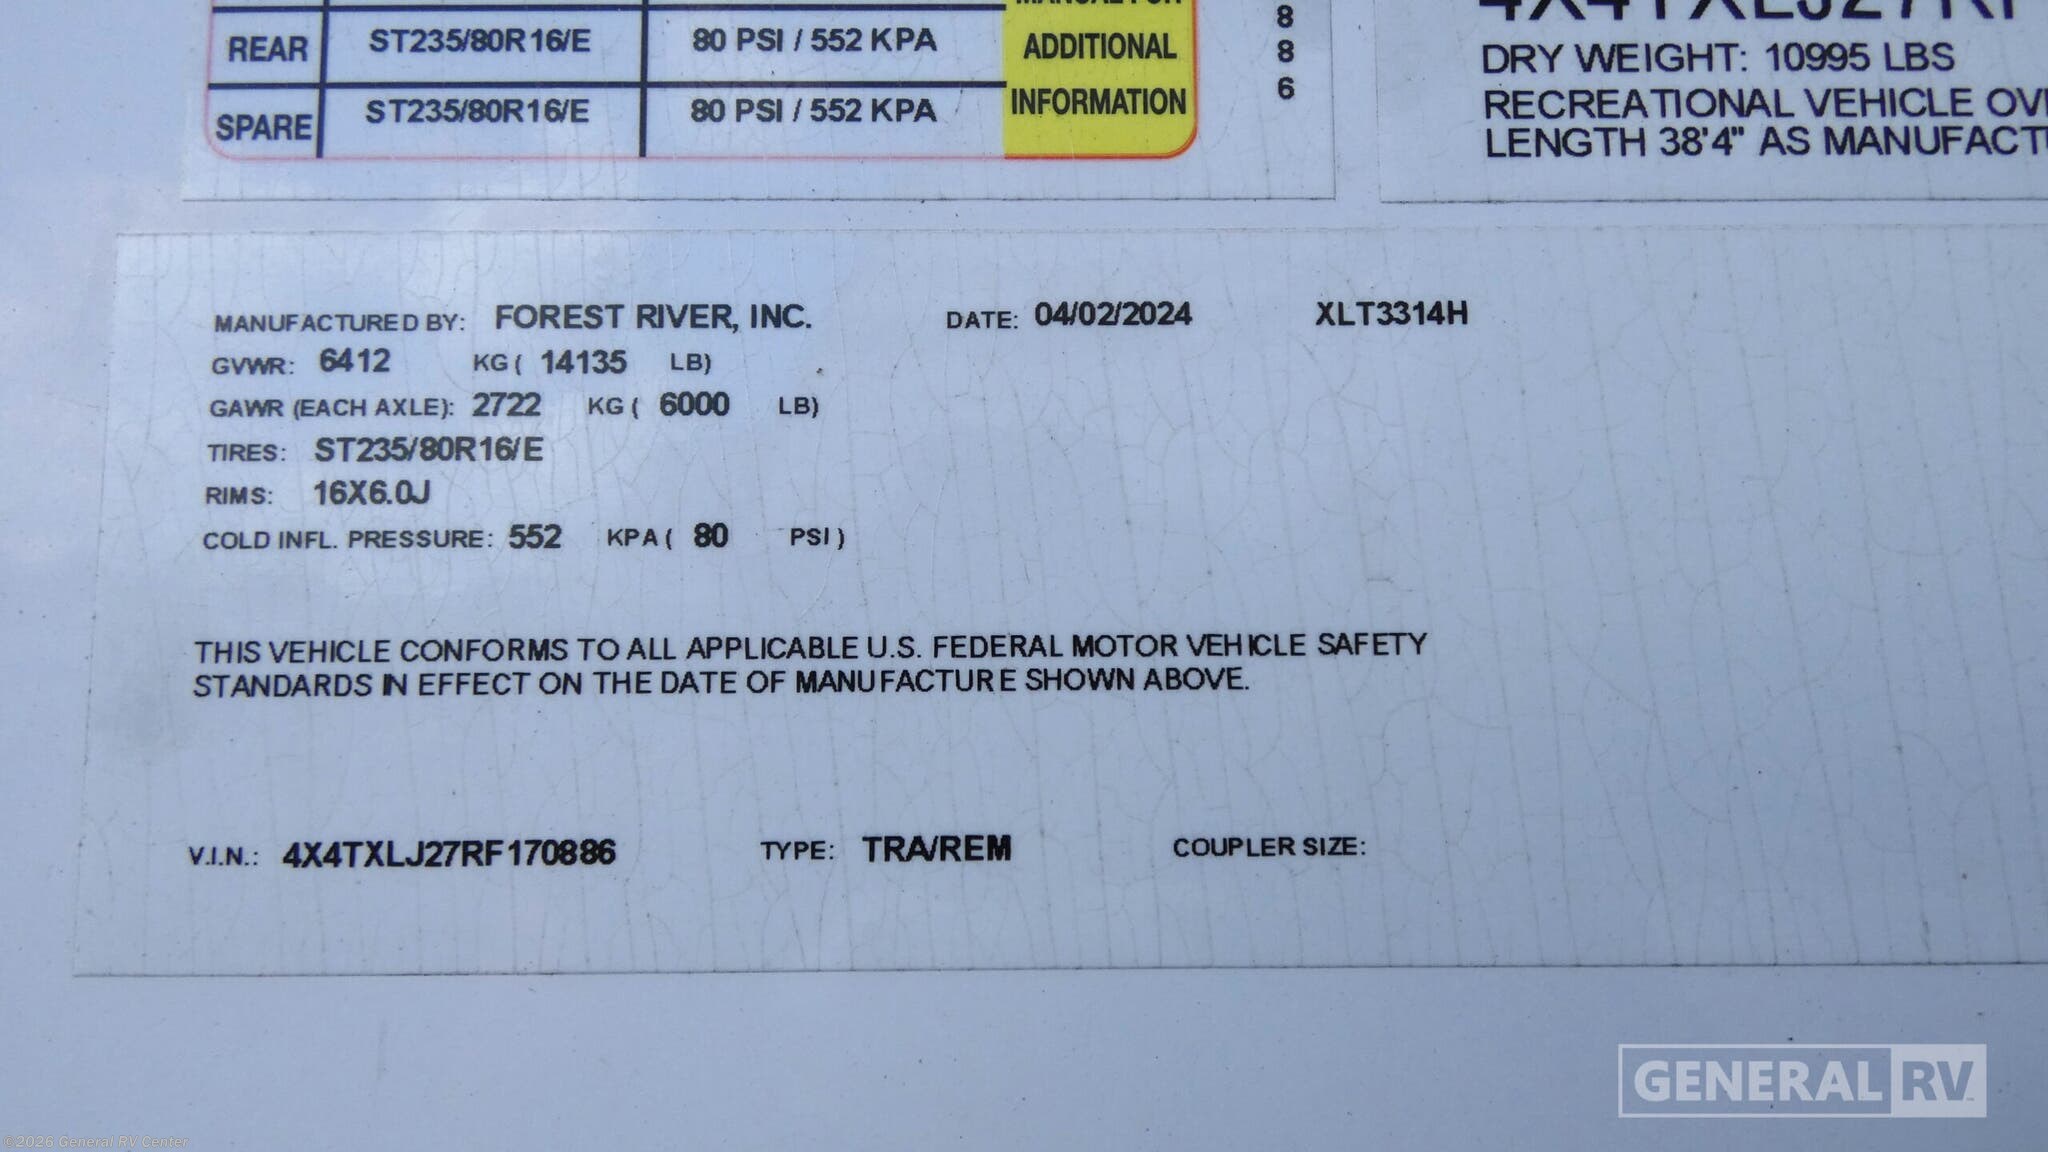 MANUAL FOR
REAR ST235/80R16/E 80 PSI / 552 KPA ADDITIONAL
SPARE ST235/80R16/E 80 PSI / 552 KPA INFORMATION
8
8
6
DRY WEIGHT: 10995 LBS
RECREATIONAL VEHICLE
LENGTH 38'4" AS
MANUFACTURED BY: FOREST RIVER, INC. DATE: 04/02/2024 XLT3314H
GVWR: 6412 KG ( 14135 LB)
GAWR (EACH AXLE): 2722 KG ( 6000 LB)
TIRES: ST235/80R16/E
RIMS: 16X6.0J
COLD INFL. PRESSURE: 552 KPA ( 80 PSI )
THIS VEHICLE CONFORMS TO ALL APPLICABLE U.S. FEDERAL MOTOR VEHICLE SAFETY
STANDARDS IN EFFECT ON THE DATE OF MANUFACTURE SHOWN ABOVE.
V.I.N.: 4X4TXLJ27RF170886 TYPE: TRA/REM COUPLER SIZE:
GENERAL RV
©2026 General RV Center